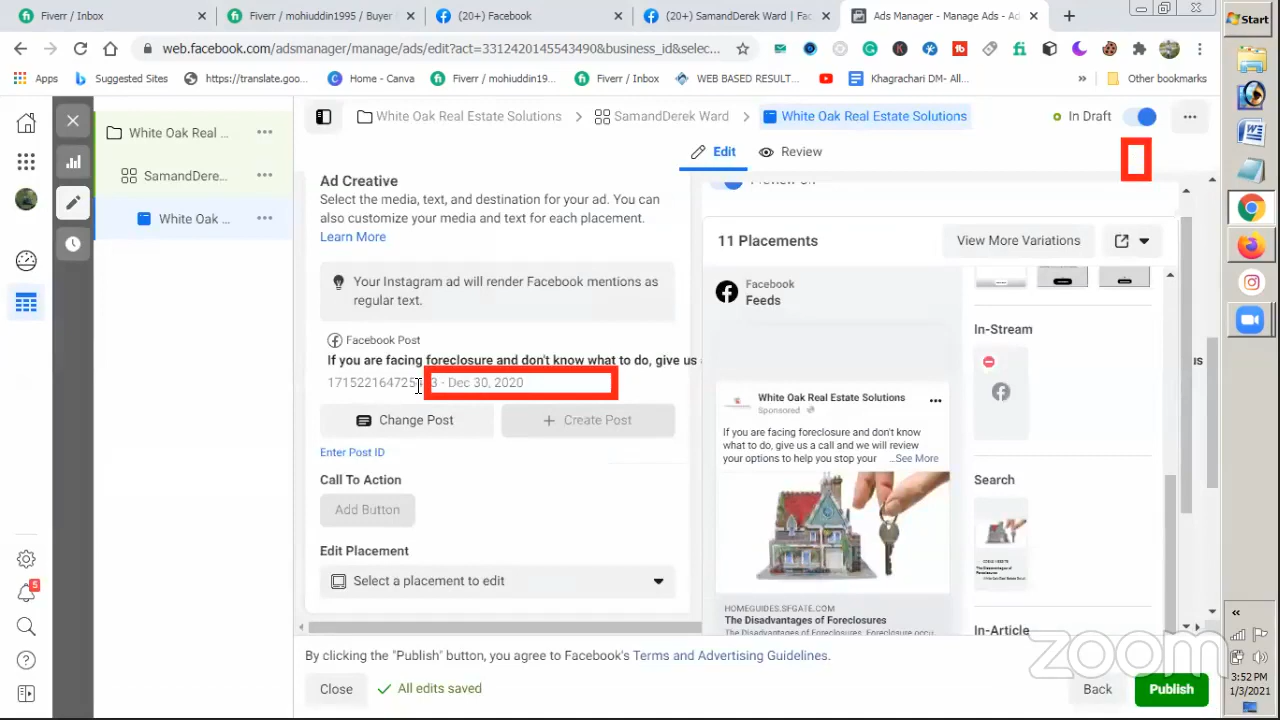 Fiverr / Inbox
Fiverr / mohiuddin1995 / Buyer
(20+) Facebook
(20+) SamandDerek Ward | Fac
Ads Manager - Manage Ads - Ad
Start
web.facebook.com/adsmanager/manage/ads/edit?act=3312420145543490&business_id&selec...
Apps
Suggested Sites
https://translate.goo...
Home - Canva
Fiverr / mohiuddin199...
Fiverr / Inbox
WEB BASED RESULT...
Khagrachari DM- All...
»
Other bookmarks
White Oak Real ...
SamandDere...
White Oak ...
White Oak Real Estate Solutions
SamandDerek Ward
White Oak Real Estate Solutions
In Draft
Edit
Review
Ad Creative
Select the media, text, and destination for your ad. You can
also customize your media and text for each placement.
Learn More
r Instagram ad will render Facebook mentions as
regular text.
Facebook Post
If you are facing foreclosure and don't know what to do, give us
3 - Dec 30, 2020
Change Post
Create Post
Enter Post ID
Call To Action
Add Button
Edit Placement
Select a placement to edit
11 Placements
View More Variations
Facebook
Feeds
White Oak Real Estate Solutions
Sponsored
If you are facing foreclosure and don't know
what to do, give us a call and we will review
your options to help you stop your ...See More
HOMEGUIDES.SFGATE.COM
The Disadvantages of Foreclosures
The Disadvantages of Foreclosures. Foreclosure
In-Stream
us
Search
In-Article
By clicking the "Publish" button, you agree to Facebook's Terms and Advertising Guidelines.
Close
All edits saved
Back
Publish
zoom
5
«
3:52 PM
1/3/2021